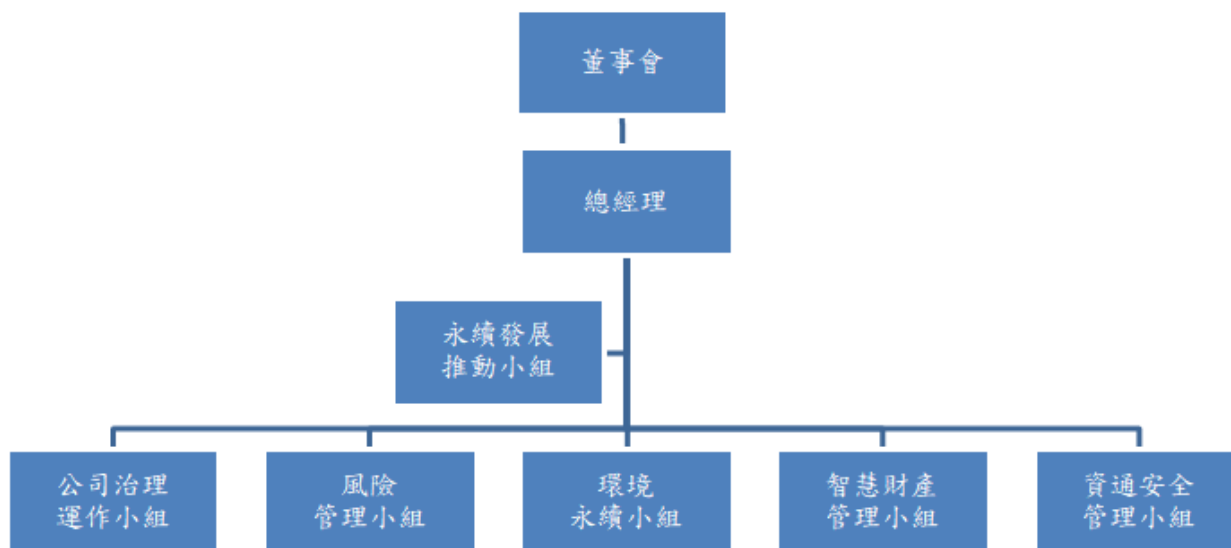 董事會
總經理
永續發展
推動小組
公司治理
運作小組
風險
管理小組
環境
永續小組
智慧財產
管理小組
資通安全
管理小組